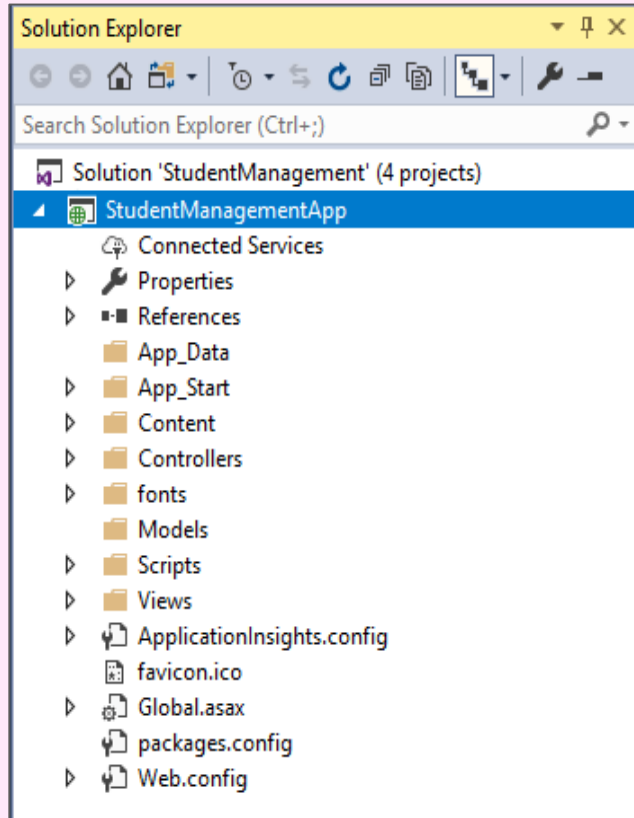 Solution Explorer
Search Solution Explorer (Ctrl+;)
Solution 'StudentManagement' (4 projects)
StudentManagementApp
Connected Services
Properties
References
App_Data
App_Start
Content
Controllers
fonts
Models
Scripts
Views
ApplicationInsights.config
favicon.ico
Global.asax
packages.config
Web.config